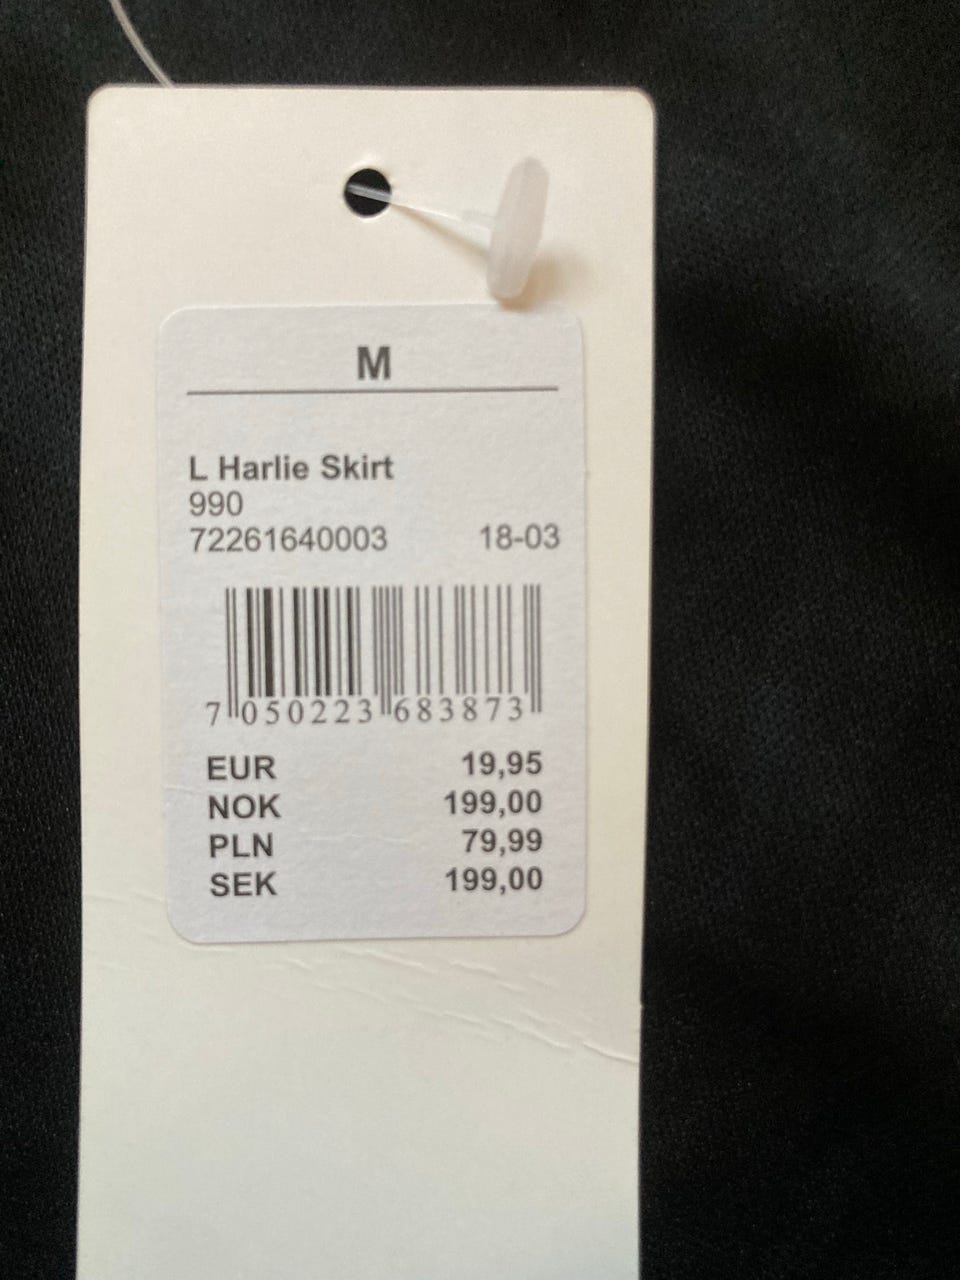 M
L Harlie Skirt
990
72261640003 18-03
7 050223 683873
EUR 19,95
NOK 199,00
PLN 79,99
SEK 199,00